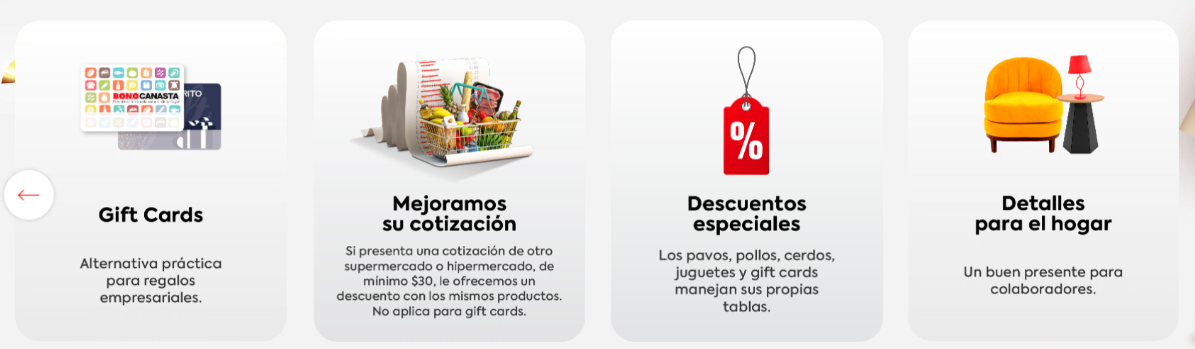 BONOCANASTA
RITO
Gift Cards
Alternativa práctica
para regalos
empresariales.
Mejoramos
su cotización
Si presenta una cotización de otro
supermercado o hipermercado, de
mínimo $30, le ofrecemos un
descuento con los mismos productos.
No aplica para gift cards.
%
Descuentos
especiales
Los pavos, pollos, cerdos,
juguetes y gift cards
manejan sus propias
tablas.
Detalles
para el hogar
Un buen presente para
colaboradores.